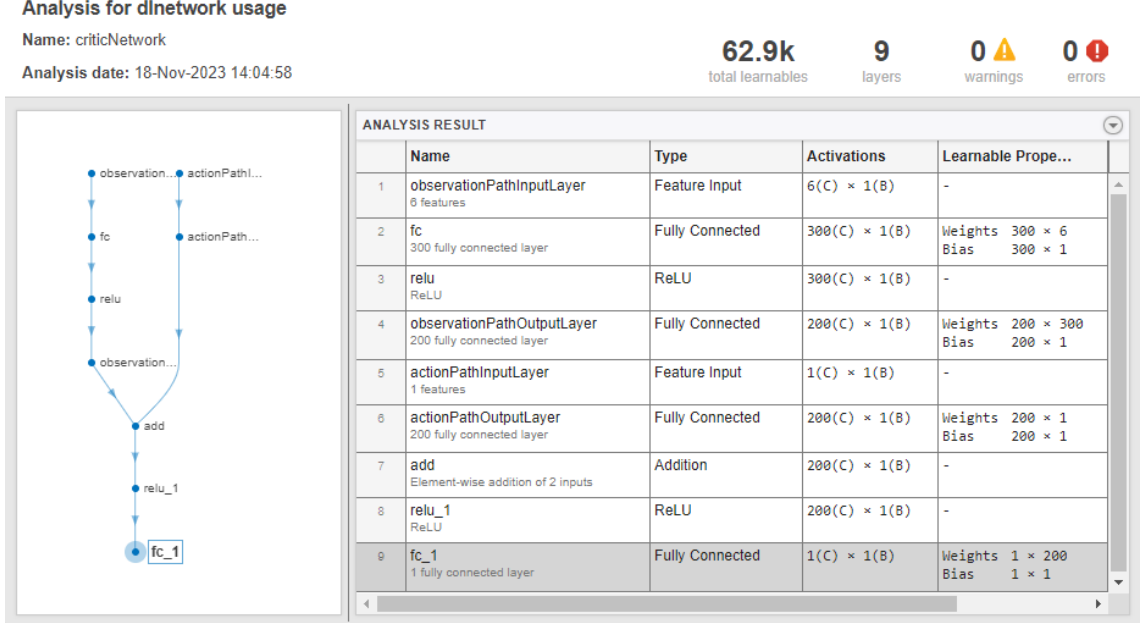 Analysis for dlnetwork usage
Name: criticNetwork
Analysis date: 18-Nov-2023 14:04:58
62.9k
total learnables
9
layers
0
warnings
0
errors
observation...
actionPathI...
fc
actionPath...
relu
observation...
add
relu_1
fc_1
ANALYSIS RESULT
Name Type Activations Learnable Prope...
1 observationPathInputLayer Feature Input 6(C) × 1(B) -
6 features
2 fc Fully Connected 300(C) × 1(B) Weights 300 × 6
300 fully connected layer Bias 300 × 1
3 relu ReLU 300(C) × 1(B) -
ReLU
4 observationPathOutputLayer Fully Connected 200(C) × 1(B) Weights 200 × 300
200 fully connected layer Bias 200 × 1
5 actionPathInputLayer Feature Input 1(C) × 1(B) -
1 features
6 actionPathOutputLayer Fully Connected 200(C) × 1(B) Weights 200 × 1
200 fully connected layer Bias 200 × 1
7 add Addition 200(C) × 1(B) -
Element-wise addition of 2 inputs
8 relu_1 ReLU 200(C) × 1(B) -
ReLU
9 fc_1 Fully Connected 1(C) × 1(B) Weights 1 × 200
1 fully connected layer Bias 1 × 1